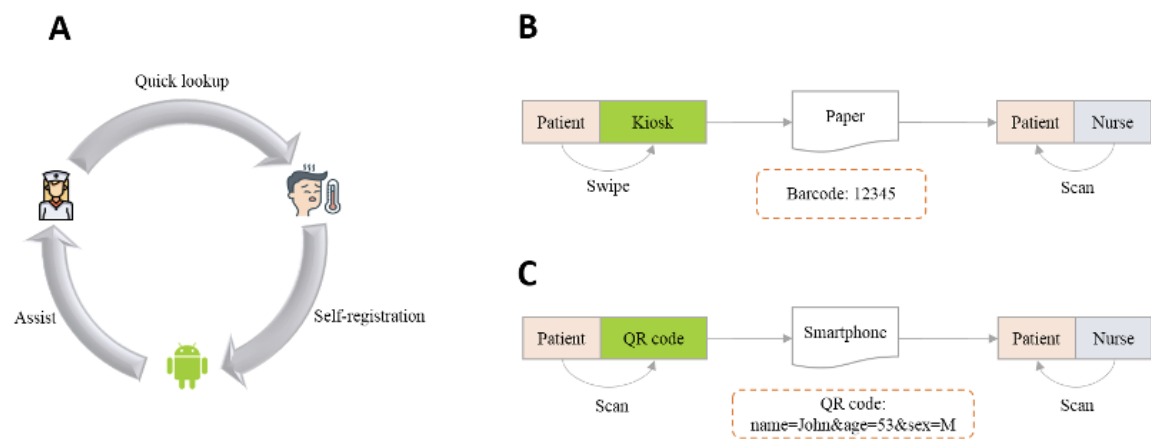 A
Quick lookup
Assist
Self-registration
B
Patient
Kiosk
Paper
Patient
Nurse
Swipe
Barcode: 12345
Scan
C
Patient
QR code
Smartphone
Patient
Nurse
Scan
QR code:
name=John&age=53&sex=M
Scan